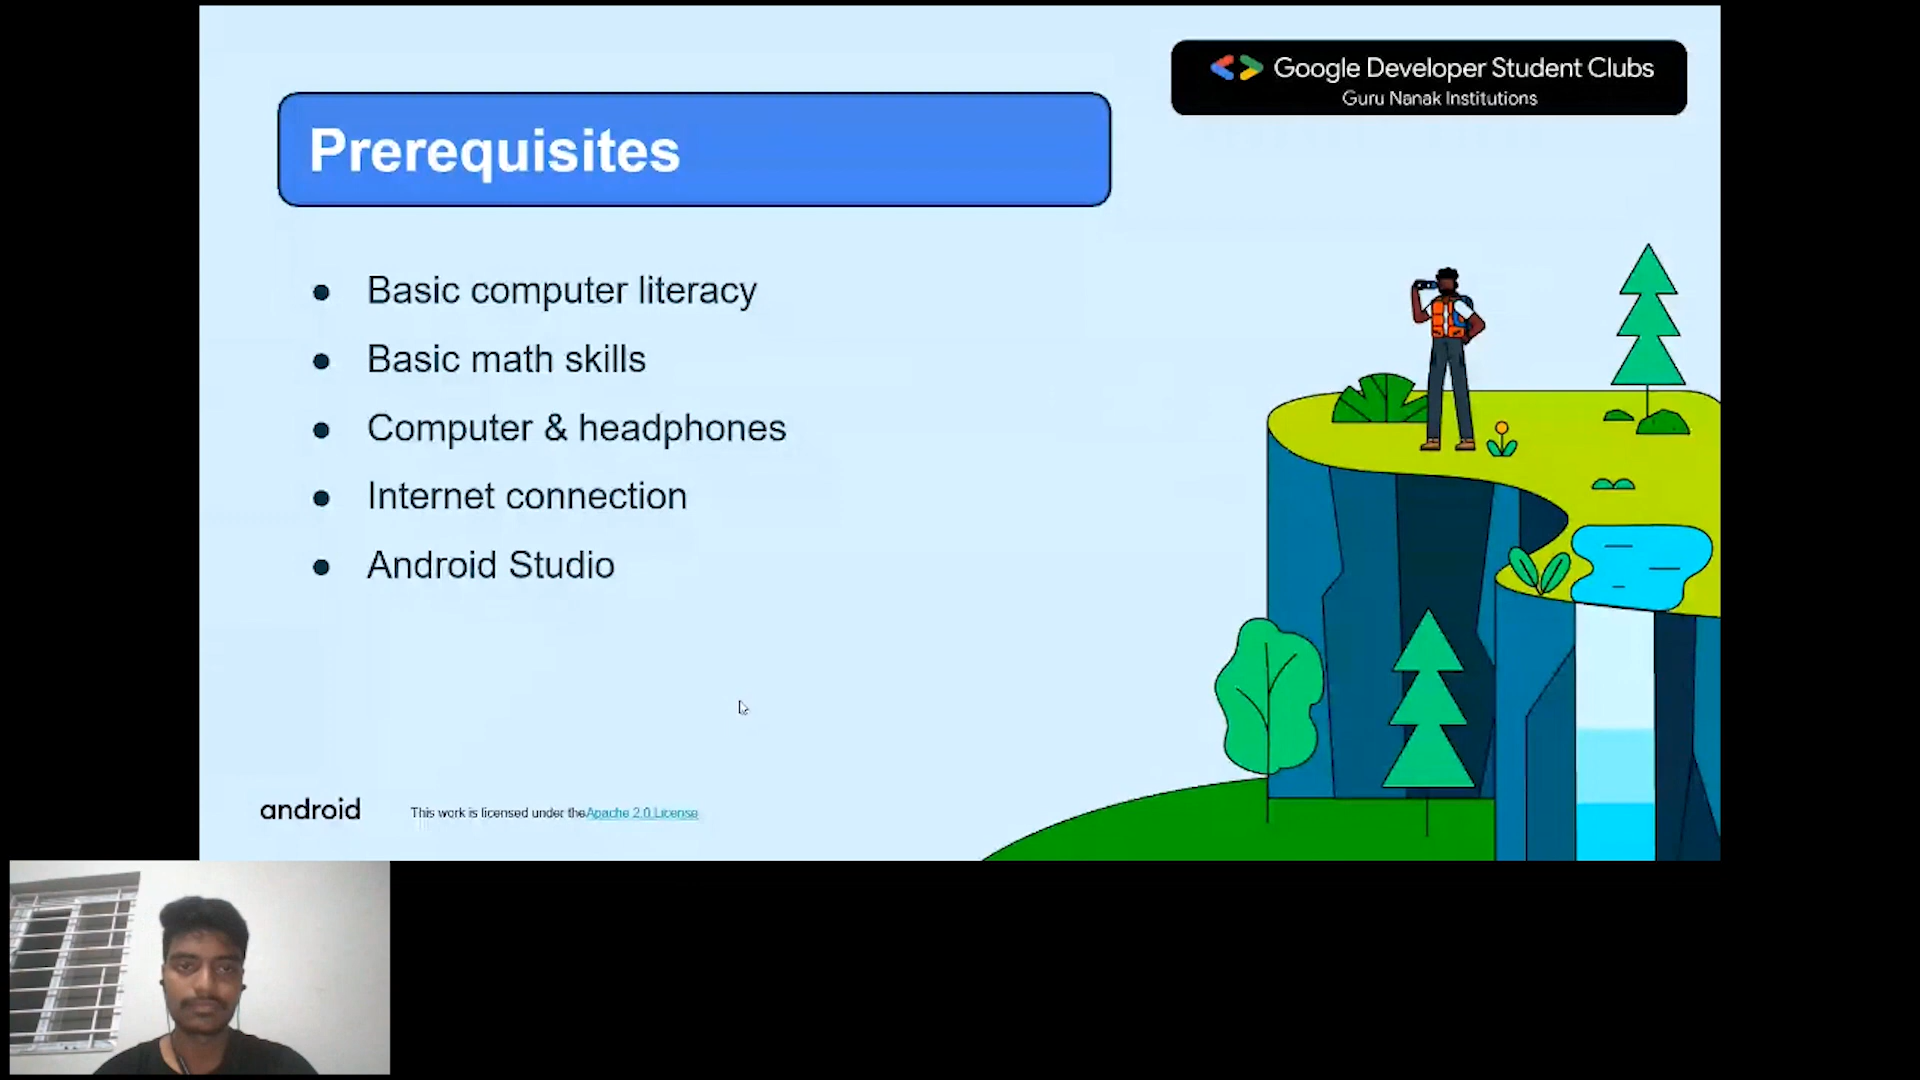 Google Developer Student Clubs
Guru Nanak Institutions
Prerequisites
Basic computer literacy
Basic math skills
Computer & headphones
Internet connection
Android Studio
android
This work is licensed under the Apache 2.0 License